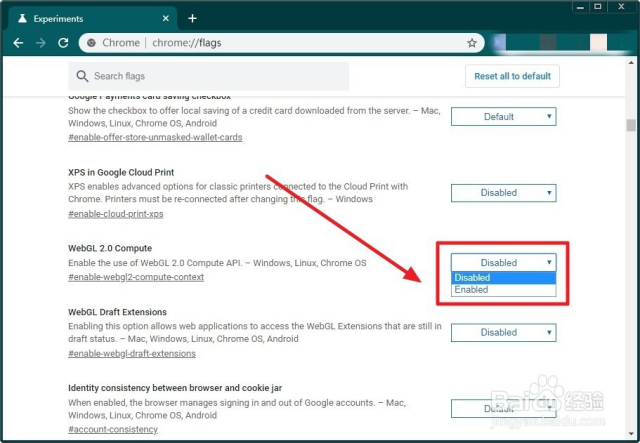 Experiments
Chrome | chrome://flags
Search flags
Reset all to default
Google Payments card saving checkbox
Show the checkbox to offer local saving of a credit card downloaded from the server. – Mac,
Windows, Linux, Chrome OS, Android
#enable-offer-store-unmasked-wallet-cards
Default
XPS in Google Cloud Print
XPS enables advanced options for classic printers connected to the Cloud Print with
Chrome. Printers must be re-connected after changing this flag. – Windows
#enable-cloud-print-xps
Disabled
WebGL 2.0 Compute
Enable the use of WebGL 2.0 Compute API. – Windows, Linux, Chrome OS
#enable-webgl2-compute-context
Disabled
Disabled
Enabled
WebGL Draft Extensions
Enabling this option allows web applications to access the WebGL Extensions that are still in
draft status. – Mac, Windows, Linux, Chrome OS, Android
#enable-webgl-draft-extensions
Disabled
Identity consistency between browser and cookie jar
When enabled, the browser manages signing in and out of Google accounts. – Mac,
Windows, Linux, Chrome OS, Android
#account-consistency
Default
Baidu经验
jingyan.baidu.com